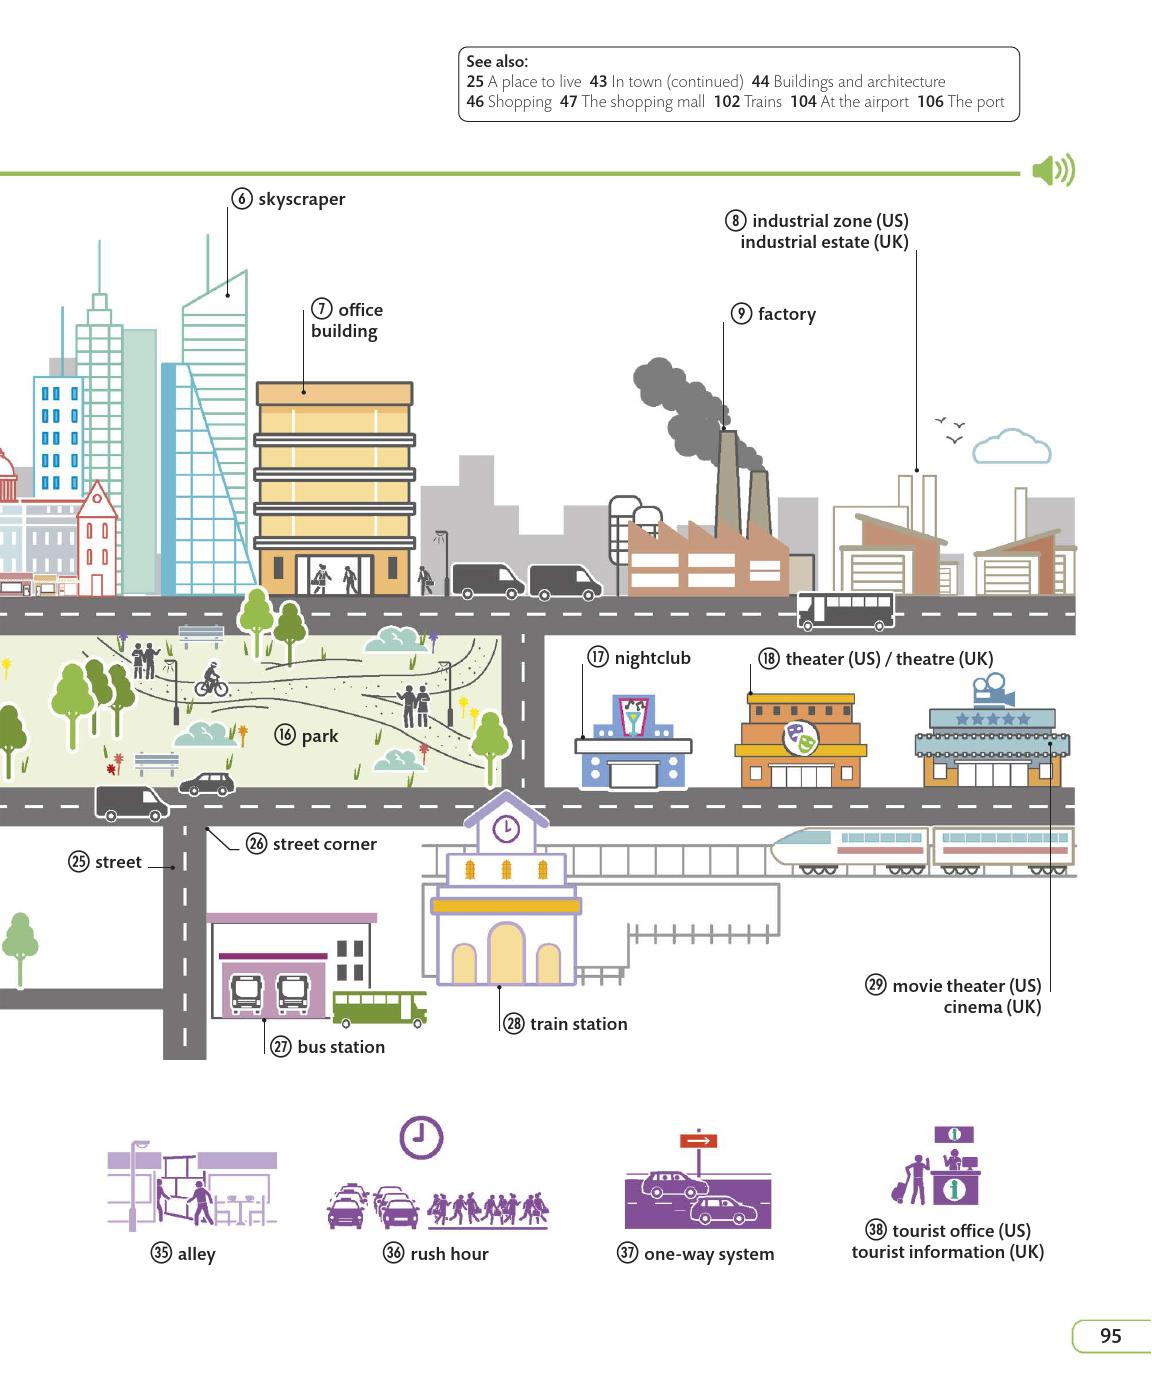 See also:
25 A place to live 43 In town (continued) 44 Buildings and architecture
46 Shopping 47 The shopping mall 102 Trains 104 At the airport 106 The port
6 skyscraper
8 industrial zone (US)
industrial estate (UK)
7 office
building
9 factory
17 nightclub
18 theater (US) / theatre (UK)
16 park
26 street corner
25 street
29 movie theater (US)
cinema (UK)
28 train station
27 bus station
i
i
38 tourist office (US)
tourist information (UK)
35 alley
36 rush hour
37 one-way system
95